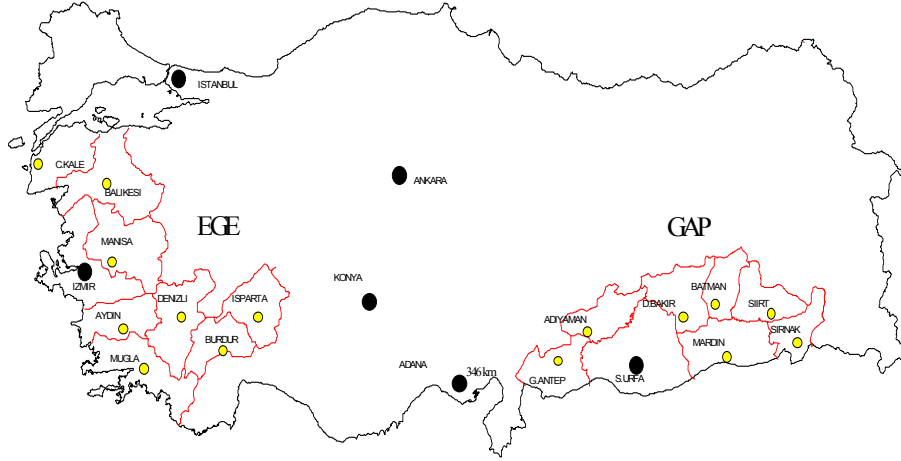 ISTANBUL
C.KALE
ANKARA
BALIKESI
EGE
GAP
MANISA
KONYA
BATMAN
IZMIR
DENIZLI
ISPARTA
D.BAKIR
SIIRT
AYDIN
ADIYAMAN
SIRNAK
BURDUR
MARDIN
MUGLA
ADANA
346 km
G.ANTEP
S.URFA